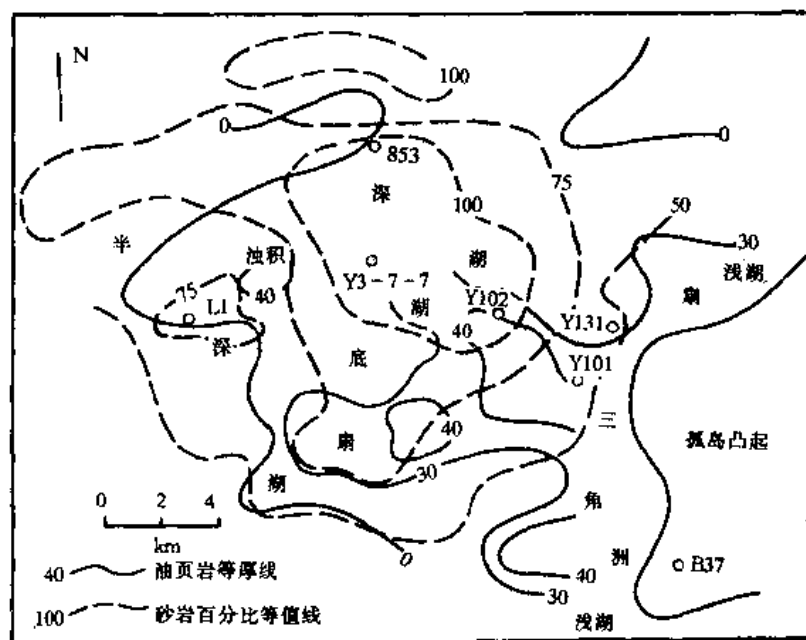 N
100
0
853
0
深
75
100
50
半
30
浊积
湖
浅湖
扇
Y3-7-7
75
40
L1
湖
Y102
Y131
深
40
底
Y101
三
扇
40
孤岛凸起
30
湖
角
0 2 4
km
洲
B37
0
40
40 油页岩等厚线
30
100 砂岩百分比等值线
浅湖